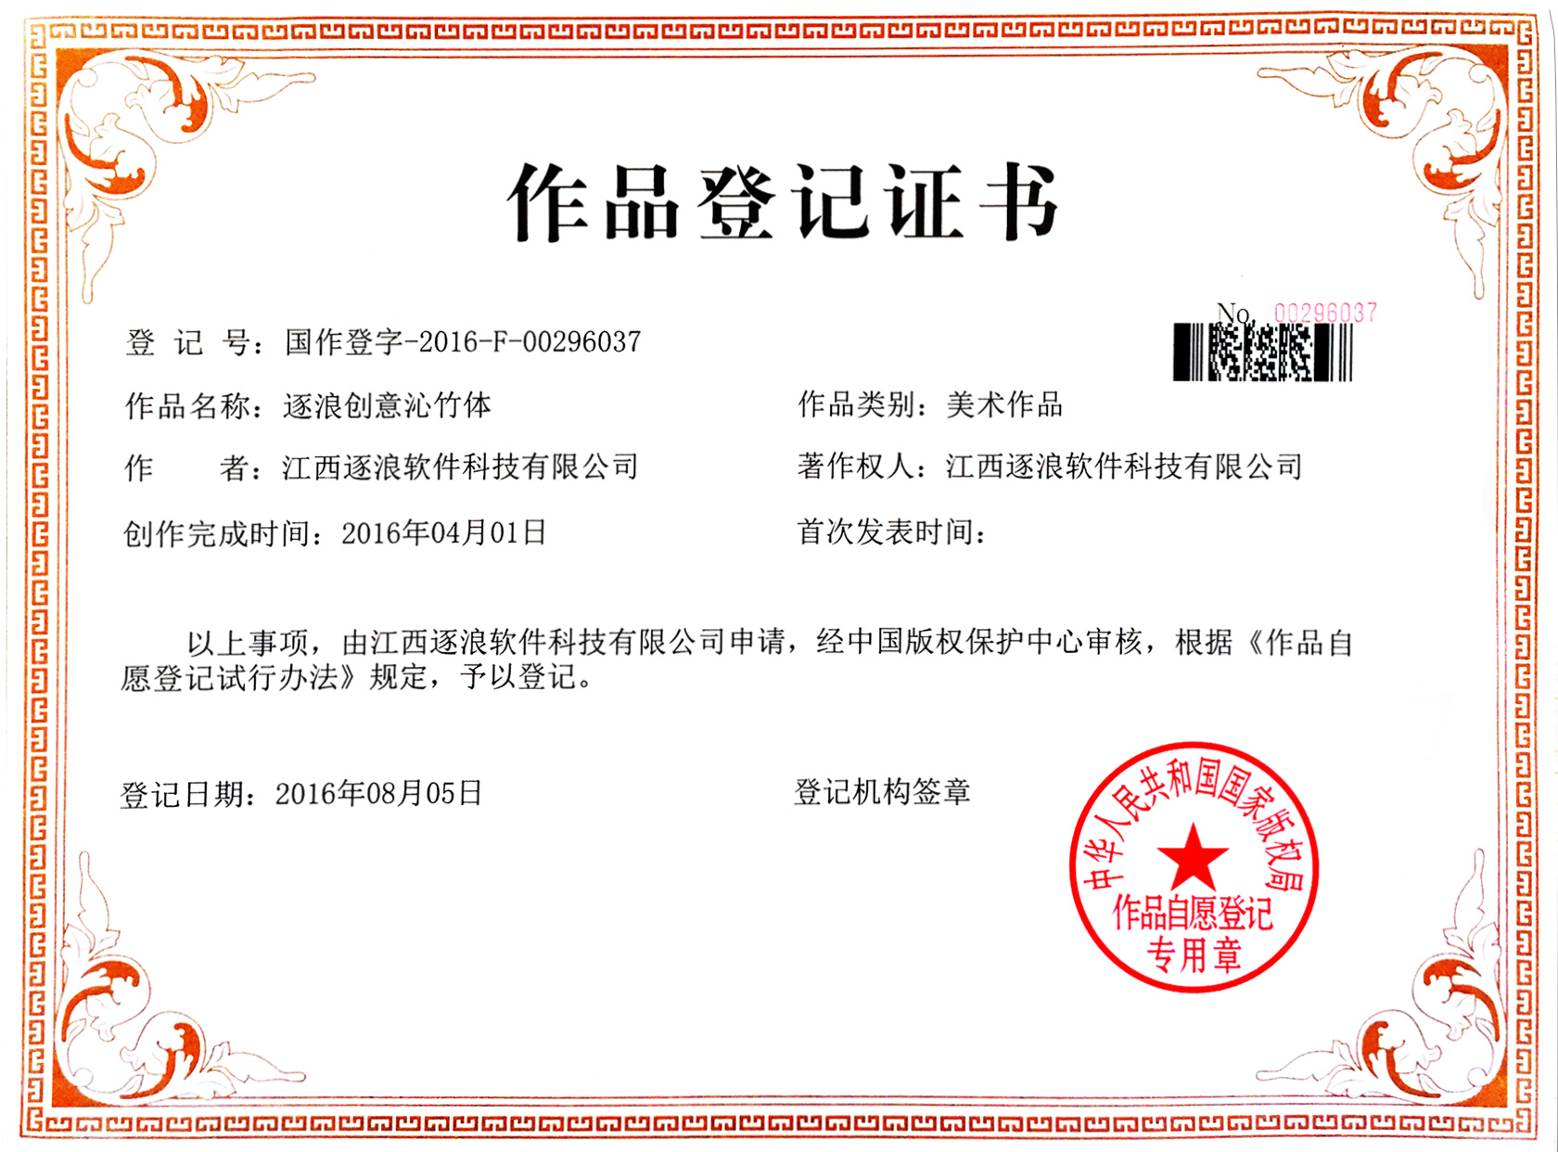 作品登记证书
No. 00296037
登 记 号：国作登字-2016-F-00296037
作品名称：逐浪创意沁竹体
作品类别：美术作品
作 者：江西逐浪软件科技有限公司
著作权人：江西逐浪软件科技有限公司
创作完成时间：2016年04月01日
首次发表时间：
以上事项，由江西逐浪软件科技有限公司申请，经中国版权保护中心审核，根据《作品自
愿登记试行办法》规定，予以登记。
登记日期：2016年08月05日
登记机构签章
中华人民共和国国家版权局
作品自愿登记
专用章